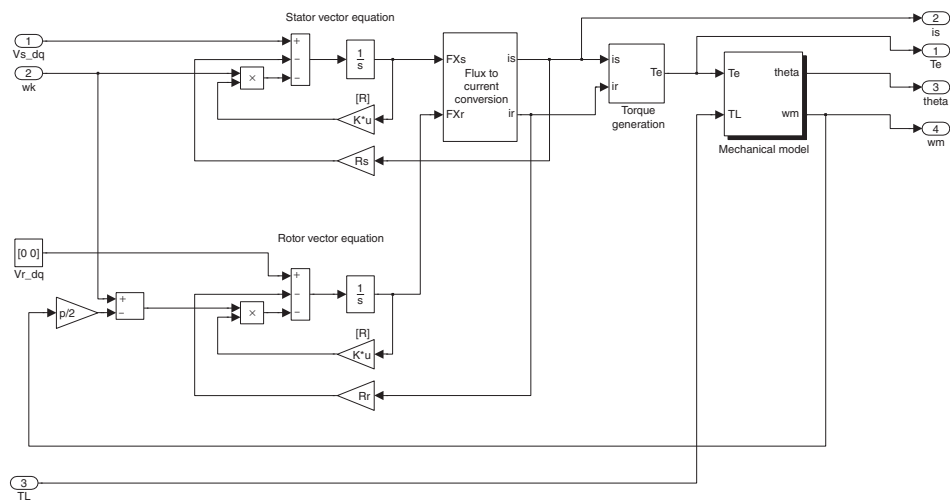 Stator vector equation
1
Vs_dq
2
wk
+
−
−
×
1
s
[R]
K*u
Rs
FXs
FXr
Flux to
current
conversion
is
ir
is
ir
Te
Torque
generation
Te
TL
theta
wm
Mechanical model
2
is
1
Te
3
theta
4
wm
Rotor vector equation
[0 0]
Vr_dq
p/2
+
−
+
−
−
×
1
s
[R]
K*u
Rr
3
TL